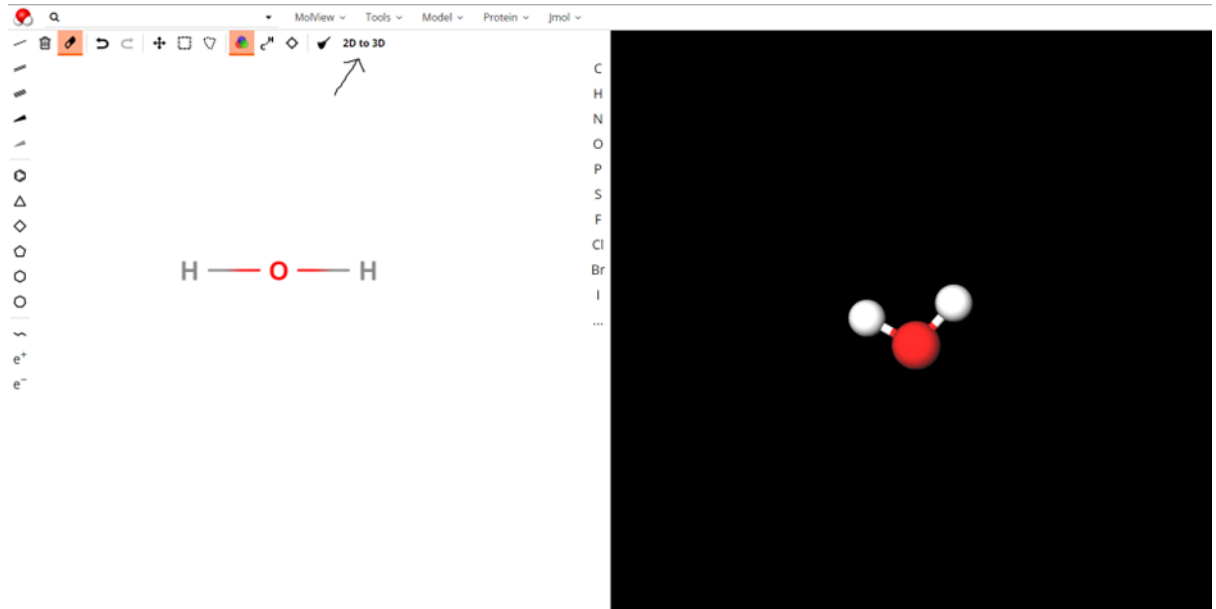 MolView Tools Model Protein Jmol
2D to 3D
C
H
N
O
P
S
F
Cl
Br
I
...
H O H
e+
e−
C H